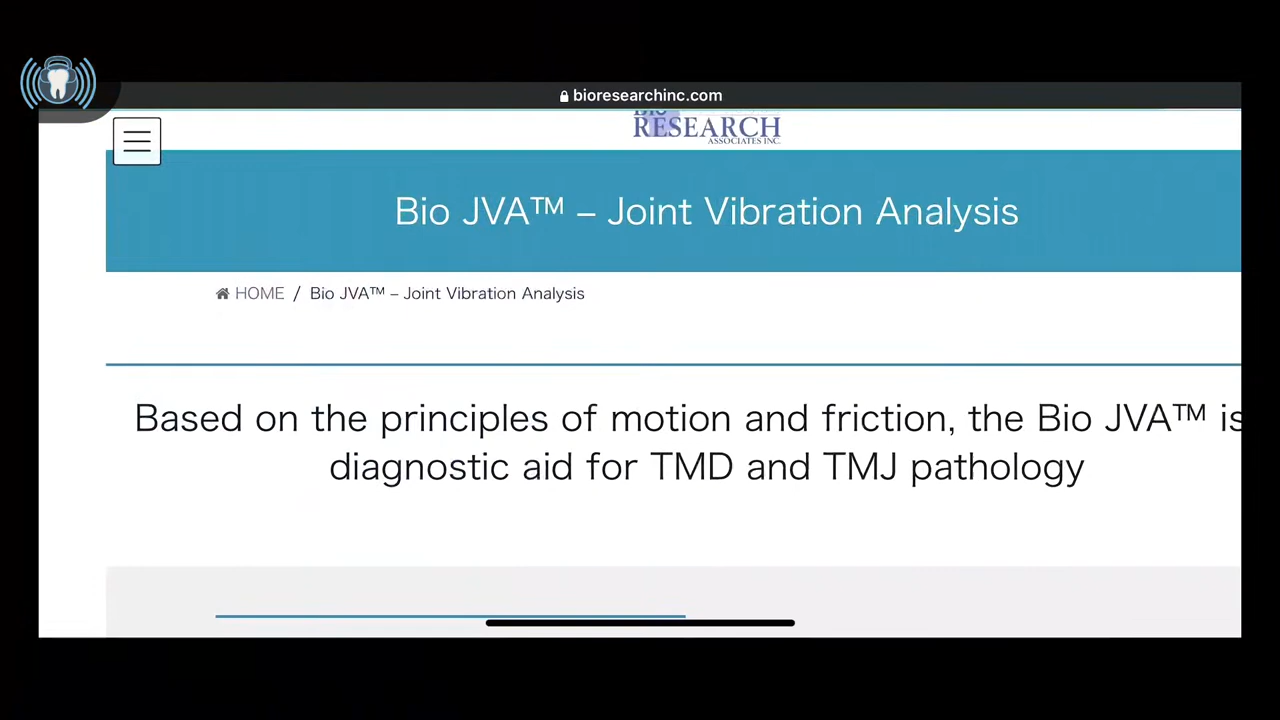 bioresearchinc.com
BIO
RESEARCH
ASSOCIATES INC.
Bio JVA™ – Joint Vibration Analysis
HOME / Bio JVA™ – Joint Vibration Analysis
Based on the principles of motion and friction, the Bio JVA™ is
diagnostic aid for TMD and TMJ pathology